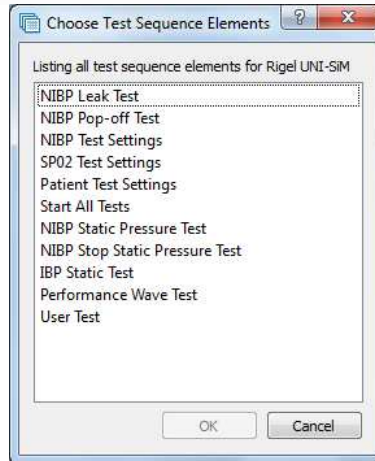 Choose Test Sequence Elements
Listing all test sequence elements for Rigel UNI-SiM
NIBP Leak Test
NIBP Pop-off Test
NIBP Test Settings
SP02 Test Settings
Patient Test Settings
Start All Tests
NIBP Static Pressure Test
NIBP Stop Static Pressure Test
IBP Static Test
Performance Wave Test
User Test
OK Cancel